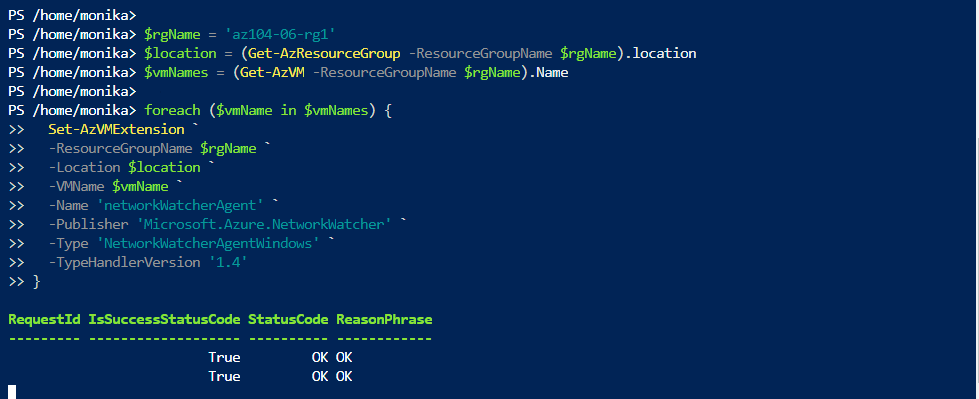 PS /home/monika>
PS /home/monika> $rgName = 'az104-06-rg1'
PS /home/monika> $location = (Get-AzResourceGroup -ResourceGroupName $rgName).location
PS /home/monika> $vmNames = (Get-AzVM -ResourceGroupName $rgName).Name
PS /home/monika>
PS /home/monika> foreach ($vmName in $vmNames) {
>>   Set-AzVMExtension `
>>   -ResourceGroupName $rgName `
>>   -Location $location `
>>   -VMName $vmName `
>>   -Name 'networkWatcherAgent' `
>>   -Publisher 'Microsoft.Azure.NetworkWatcher' `
>>   -Type 'NetworkWatcherAgentWindows' `
>>   -TypeHandlerVersion '1.4'
>> }
RequestId IsSuccessStatusCode StatusCode ReasonPhrase
--------- ------------------- ---------- ------------
                         True         OK OK
                         True         OK OK